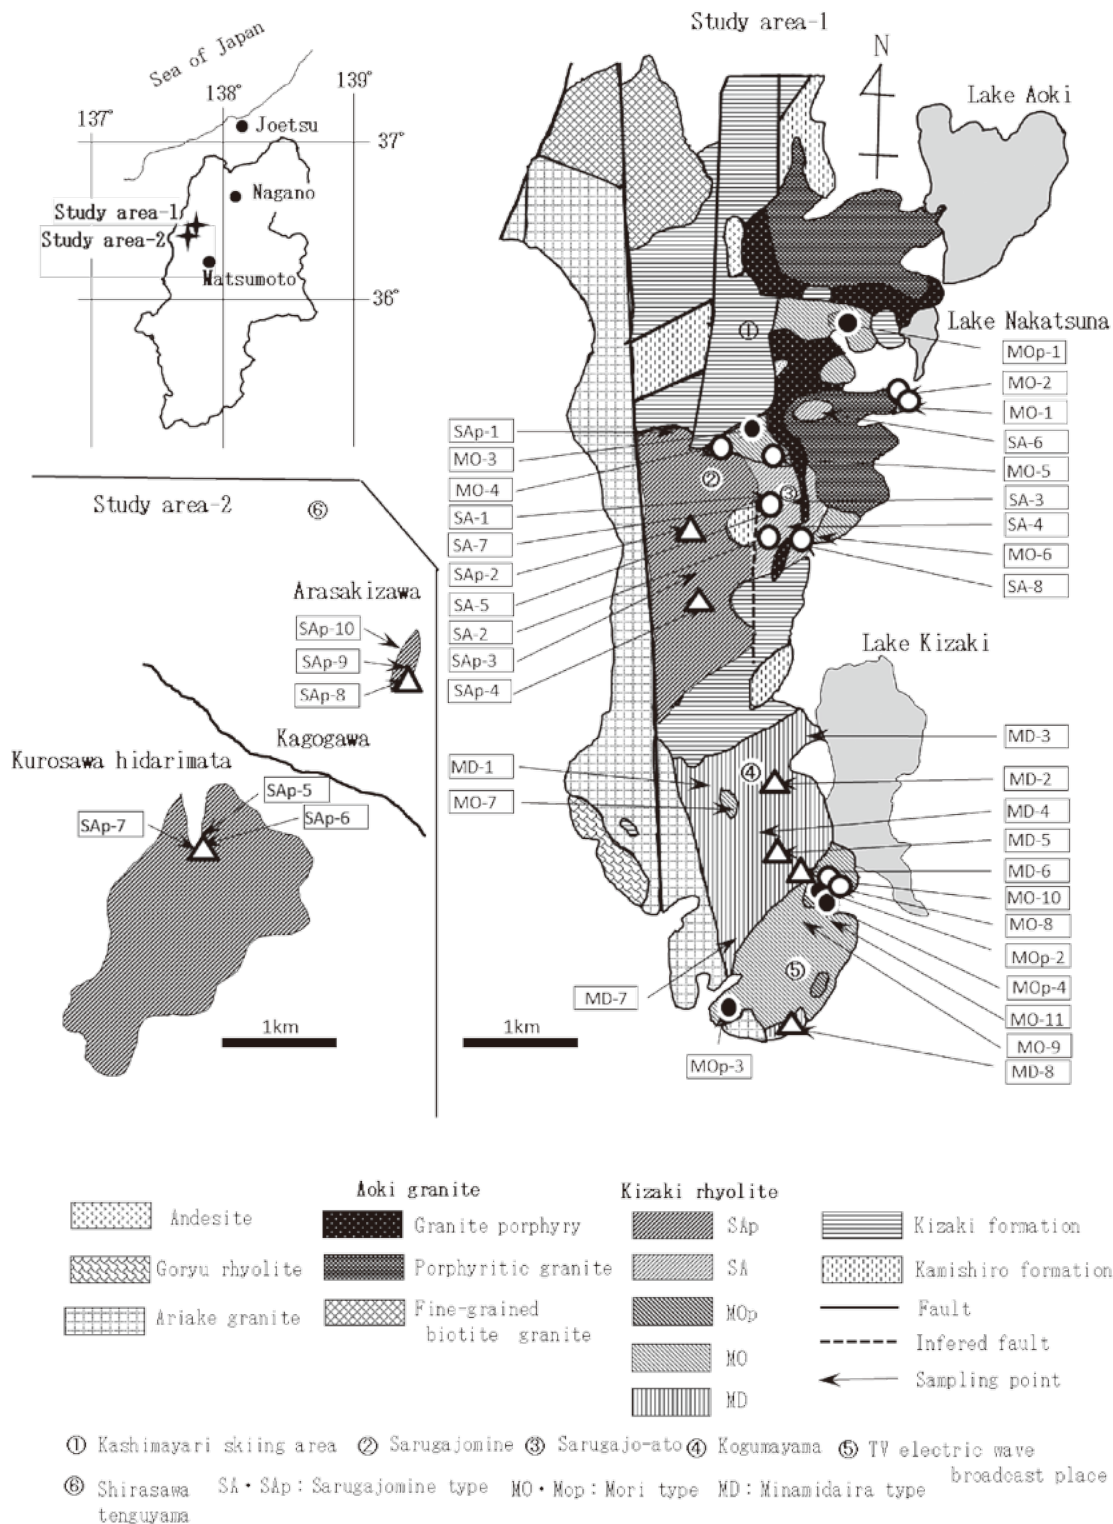 Study area-1
Sea of Japan
N
139°
138°
137°
Lake Aoki
Joetsu
37°
Nagano
Study area-1
Study area-2
Matsumoto
36°
①
Lake Nakatsuna
MOp-1
MO-2
MO-1
SA-6
MO-5
SA-3
SA-4
MO-6
SA-8
SAp-1
MO-3
MO-4
SA-1
SA-7
SAp-2
SA-5
SA-2
SAp-3
SAp-4
②
③
Study area-2
⑥
Arasakizawa
SAp-10
SAp-9
SAp-8
Lake Kizaki
Kagogawa
Kurosawa hidarimata
SAp-5
SAp-6
SAp-7
MD-1
MO-7
④
MD-3
MD-2
MD-4
MD-5
MD-6
MO-10
MO-8
MOp-2
MOp-4
MO-11
MO-9
MD-8
⑤
MD-7
MOp-3
1km
1km
Aoki granite
Kizaki rhyolite
Andesite
Granite porphyry
SAp
Kizaki formation
Goryu rhyolite
Porphyritic granite
SA
Kamishiro formation
Ariake granite
Fine-grained
biotite granite
MOp
Fault
MO
Infered fault
MD
Sampling point
① Kashimayari skiing area ② Sarugajomine ③ Sarugajo-ato ④ Kogumayama ⑤ TV electric wave
broadcast place
⑥ Shirasawa
tenguyama
SA・SAp：Sarugajomine type MO・Mop：Mori type MD：Minamidaira type